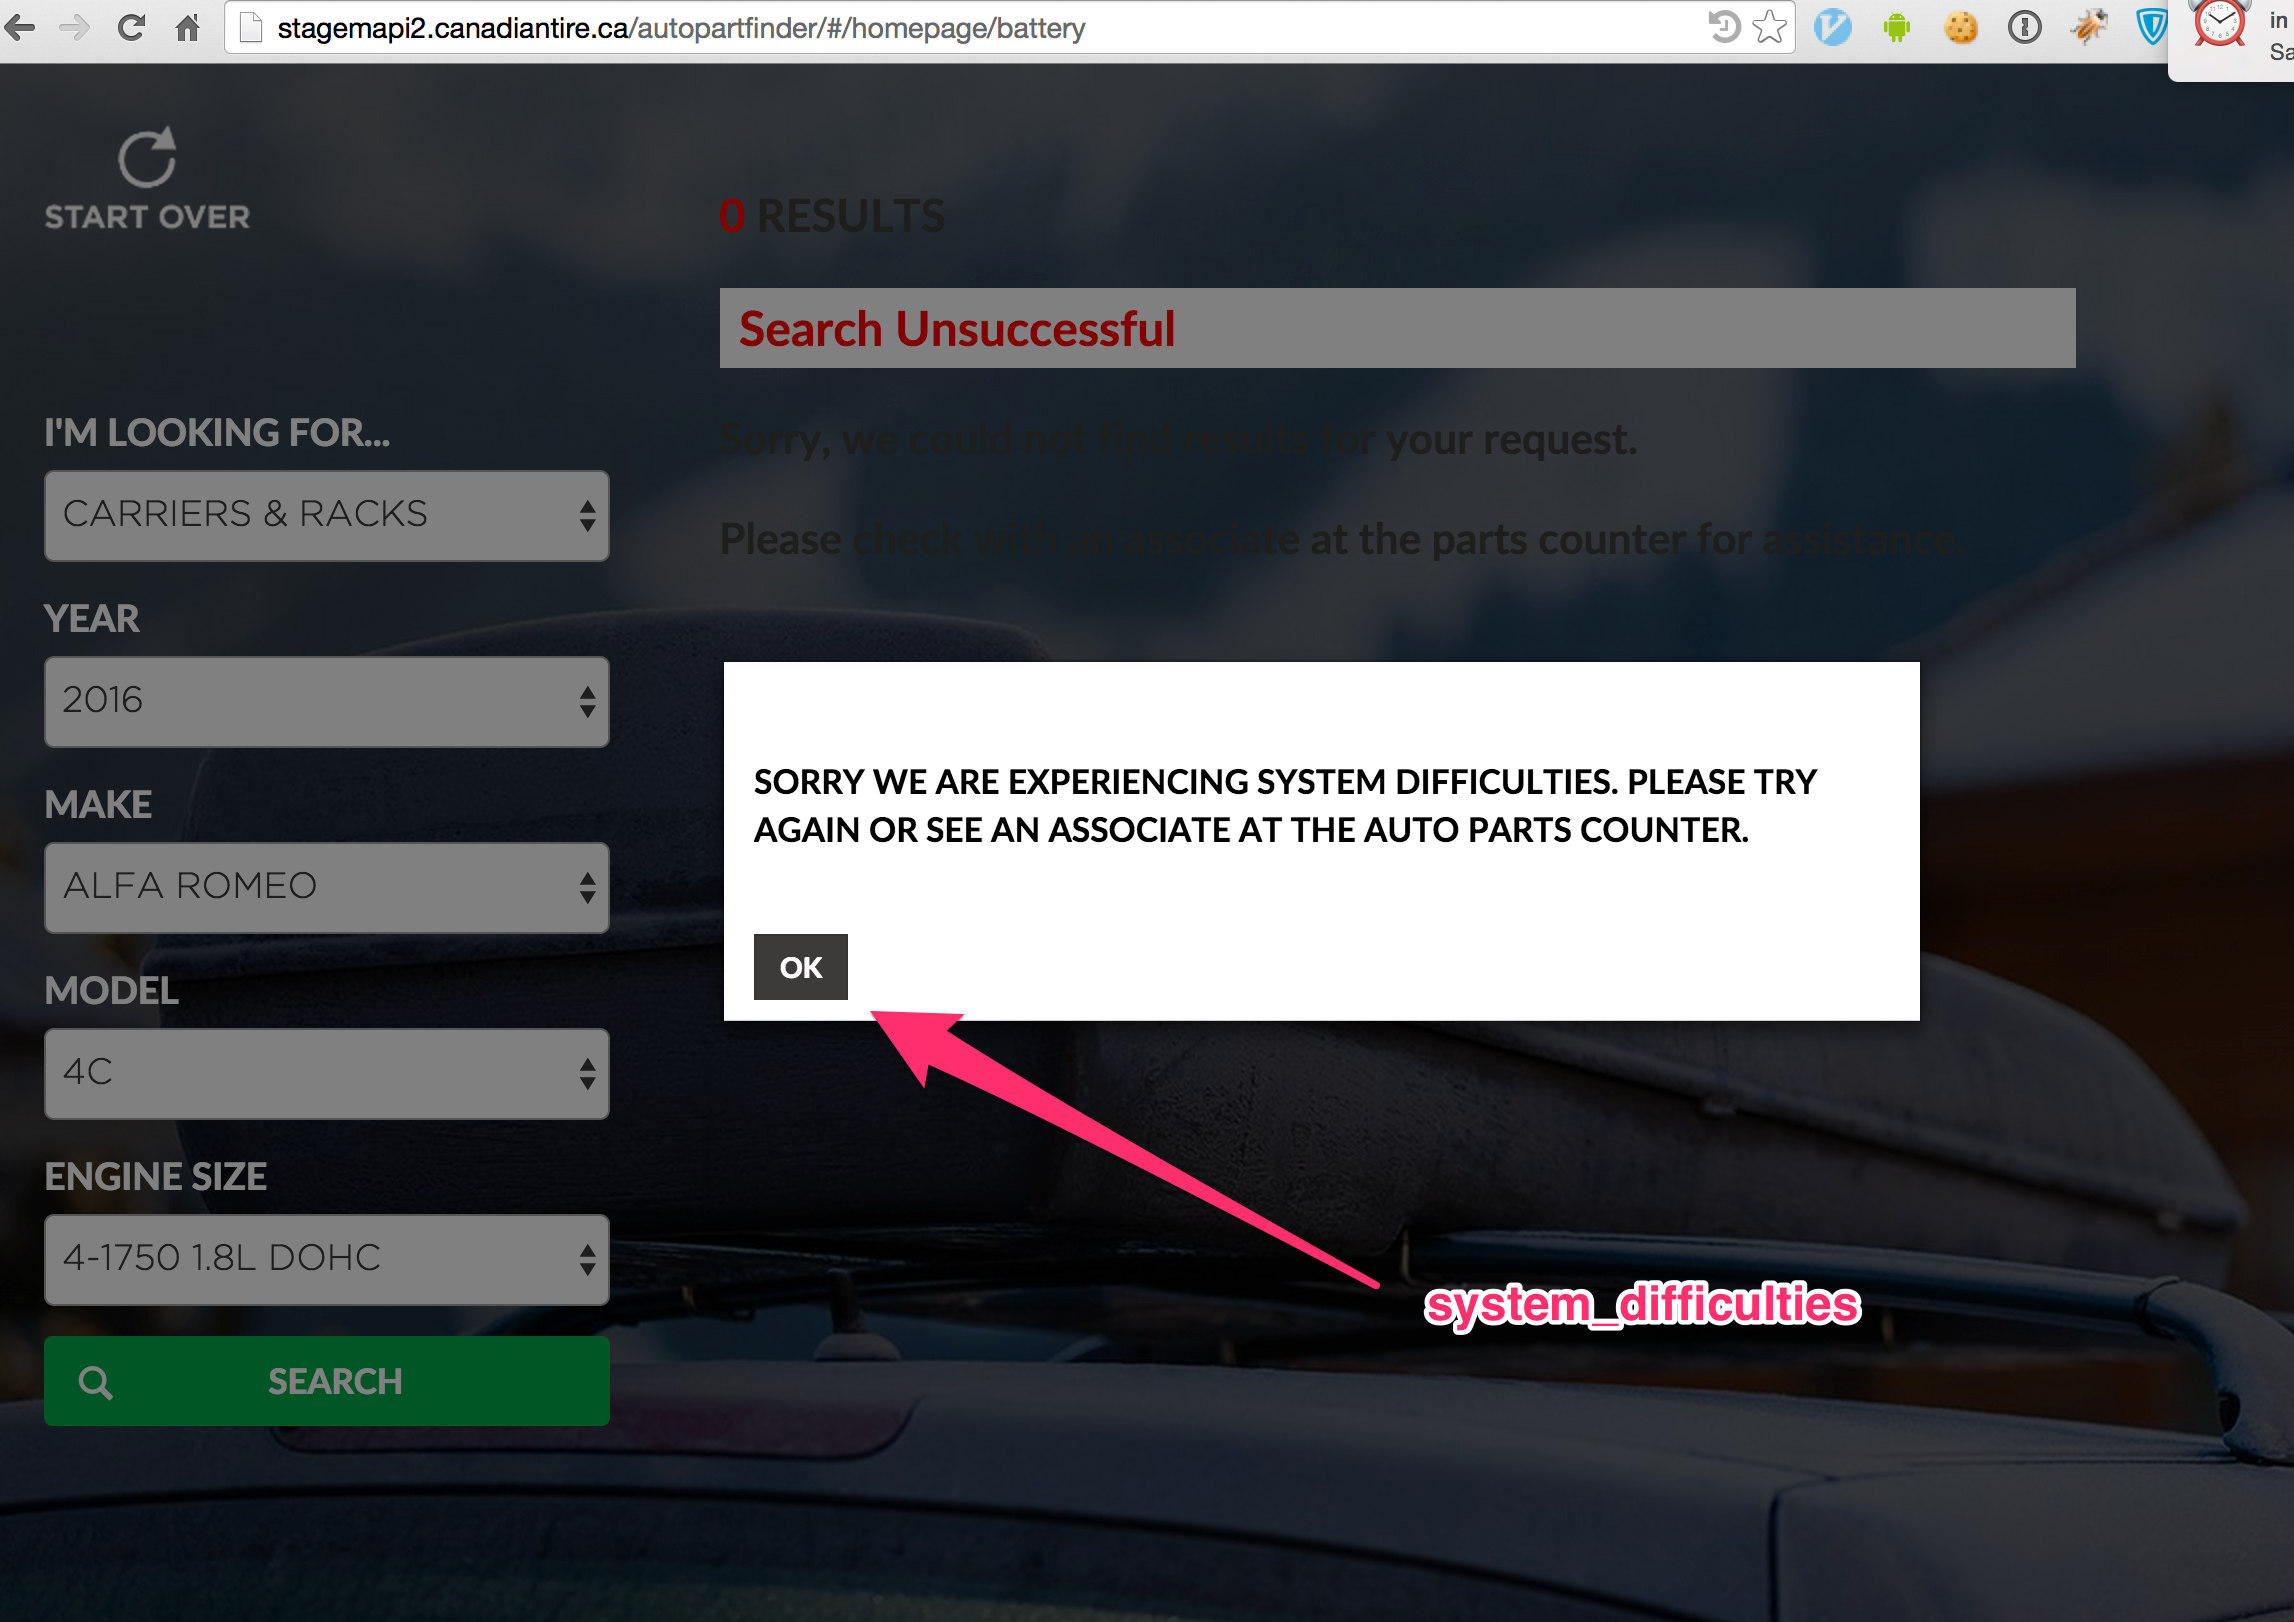 stagemapi2.canadiantire.ca/autopartfinder/#/homepage/battery
in
Sa
START OVER
0 RESULTS
Search Unsuccessful
Sorry, we could not find results for your request.
Please check with an associate at the parts counter for assistance.
I'M LOOKING FOR...
CARRIERS & RACKS
YEAR
2016
MAKE
ALFA ROMEO
MODEL
4C
ENGINE SIZE
4-1750 1.8L DOHC
SEARCH
SORRY WE ARE EXPERIENCING SYSTEM DIFFICULTIES. PLEASE TRY
AGAIN OR SEE AN ASSOCIATE AT THE AUTO PARTS COUNTER.
OK
system_difficulties